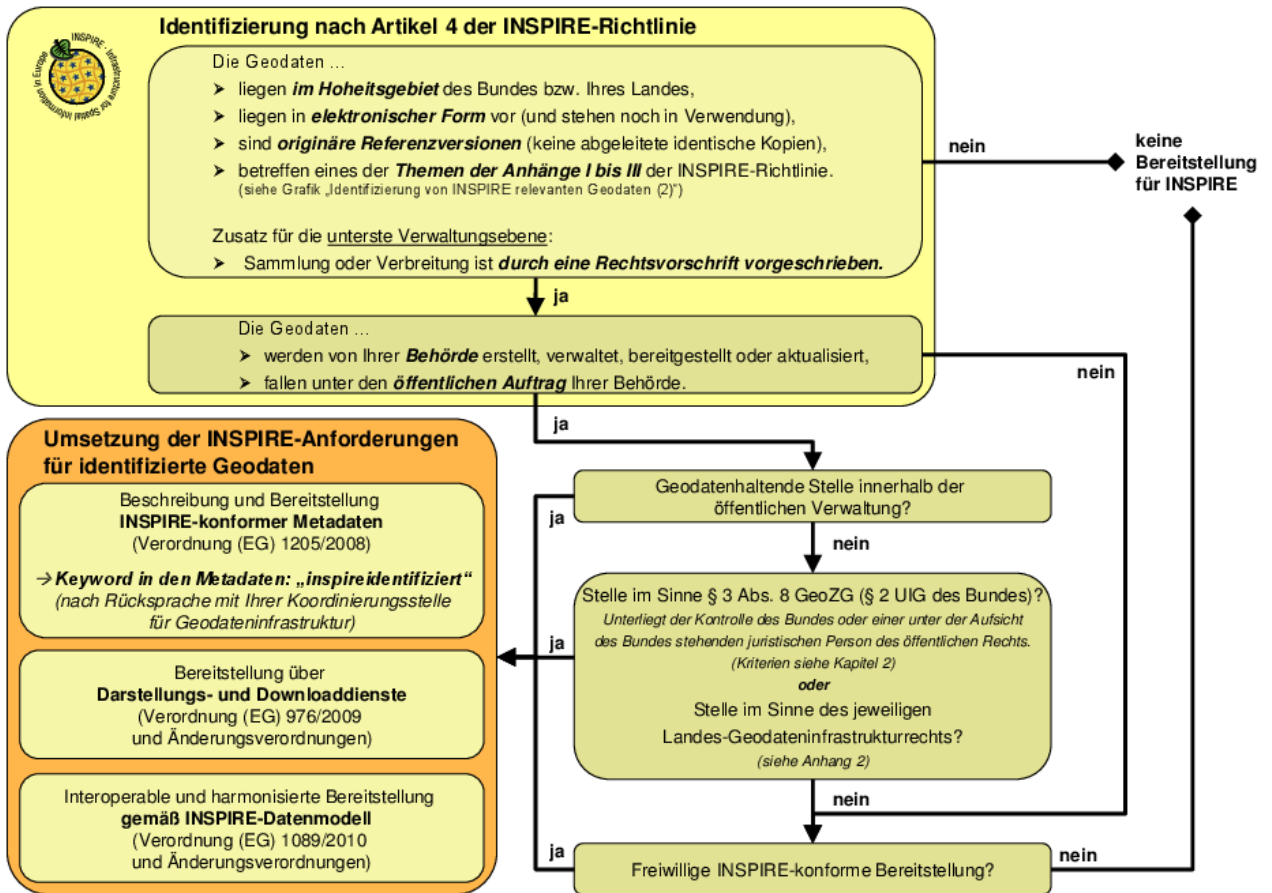 Identifizierung nach Artikel 4 der INSPIRE-Richtlinie
INSPIRE - Infrastructure for Spatial Information in Europe
Die Geodaten ...
➤ liegen im Hoheitsgebiet des Bundes bzw. Ihres Landes,
➤ liegen in elektronischer Form vor (und stehen noch in Verwendung),
➤ sind originäre Referenzversionen (keine abgeleitete identische Kopien),
➤ betreffen eines der Themen der Anhänge I bis III der INSPIRE-Richtlinie.
(siehe Grafik „Identifizierung von INSPIRE relevanten Geodaten (2)“)
Zusatz für die unterste Verwaltungsebene:
➤ Sammlung oder Verbreitung ist durch eine Rechtsvorschrift vorgeschrieben.
nein
keine
Bereitstellung
für INSPIRE
ja
Die Geodaten ...
➤ werden von Ihrer Behörde erstellt, verwaltet, bereitgestellt oder aktualisiert,
➤ fallen unter den öffentlichen Auftrag Ihrer Behörde.
nein
ja
Umsetzung der INSPIRE-Anforderungen
für identifizierte Geodaten
Beschreibung und Bereitstellung
INSPIRE-konformer Metadaten
(Verordnung (EG) 1205/2008)
→ Keyword in den Metadaten: „inspireidentifiziert“
(nach Rücksprache mit Ihrer Koordinierungsstelle
für Geodateninfrastruktur)
Bereitstellung über
Darstellungs- und Downloaddienste
(Verordnung (EG) 976/2009
und Änderungsverordnungen)
Interoperable und harmonisierte Bereitstellung
gemäß INSPIRE-Datenmodell
(Verordnung (EG) 1089/2010
und Änderungsverordnungen)
Geodatenhaltende Stelle innerhalb der
öffentlichen Verwaltung?
ja
nein
Stelle im Sinne § 3 Abs. 8 GeoZG (§ 2 UIG des Bundes)?
Unterliegt der Kontrolle des Bundes oder einer unter der Aufsicht
des Bundes stehenden juristischen Person des öffentlichen Rechts.
(Kriterien siehe Kapitel 2)
oder
Stelle im Sinne des jeweiligen
Landes-Geodateninfrastrukturrechts?
(siehe Anhang 2)
ja
nein
Freiwillige INSPIRE-konforme Bereitstellung?
ja
nein